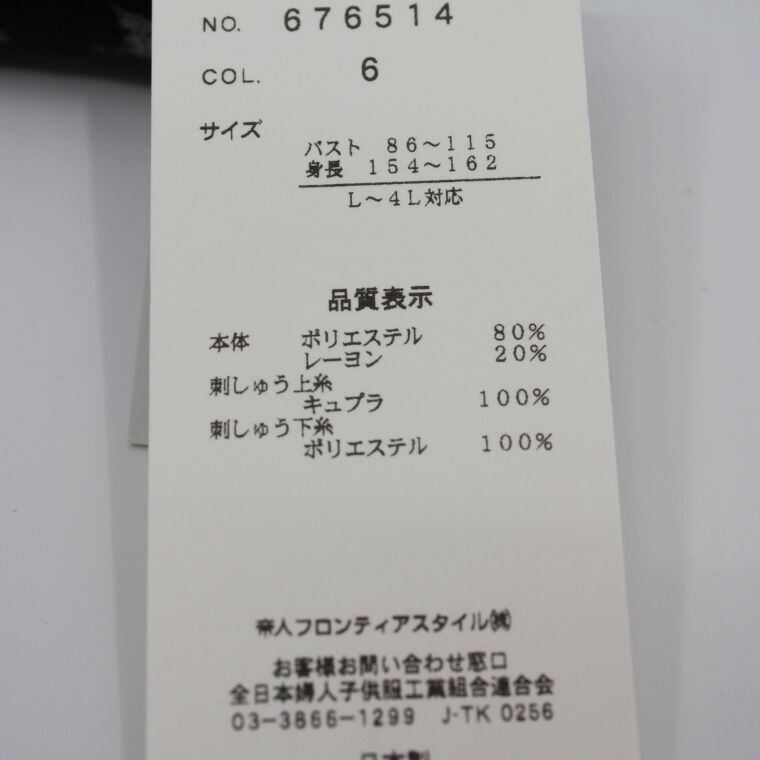 NO. 676514
COL. 6
サイズ
バスト 86～115
身長 154～162
L～4L対応
品質表示
本体 ポリエステル 80%
レーヨン 20%
刺しゅう上糸
キュプラ 100%
刺しゅう下糸
ポリエステル 100%
帝人フロンティアスタイル㈱
お客様お問い合わせ窓口
全日本婦人子供服工業組合連合会
03-3866-1299 J-TK 0256
日本製